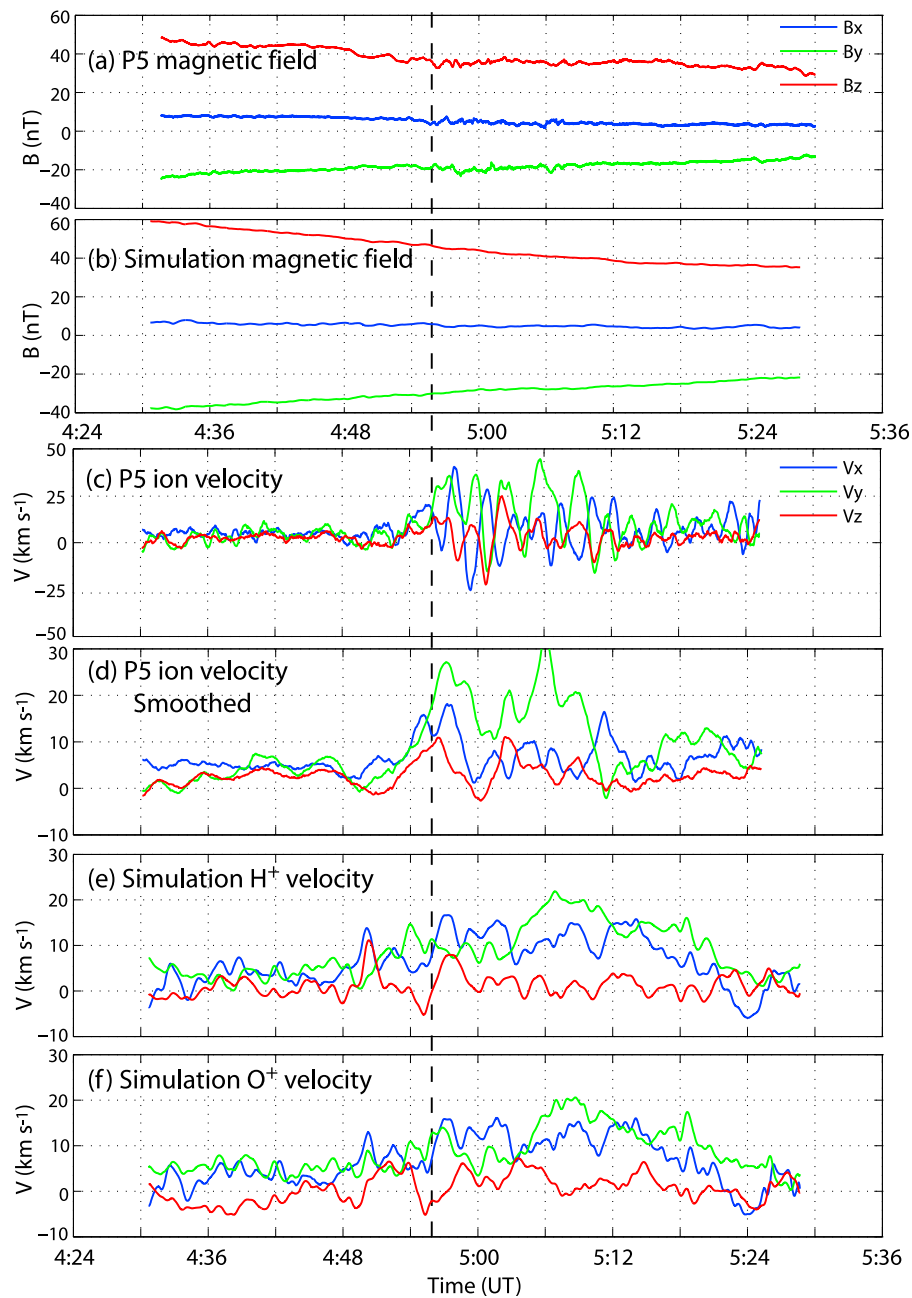 60
Bx
(a) P5 magnetic field
40
By
Bz
20
B (nT)
0
−20
−40
60
(b) Simulation magnetic field
40
20
B (nT)
0
−20
−40
4:24 4:36 4:48 5:00 5:12 5:24 5:36
50
(c) P5 ion velocity
Vx
25
Vy
Vz
V (km s⁻¹)
0
−25
−50
30
(d) P5 ion velocity
Smoothed
20
V (km s⁻¹)
10
0
−10
30
(e) Simulation H⁺ velocity
20
V (km s⁻¹)
10
0
−10
30
(f) Simulation O⁺ velocity
20
V (km s⁻¹)
10
0
−10
4:24 4:36 4:48 5:00 5:12 5:24 5:36
Time (UT)